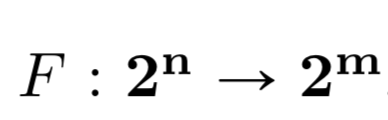 F : 2ⁿ → 2ᵐ